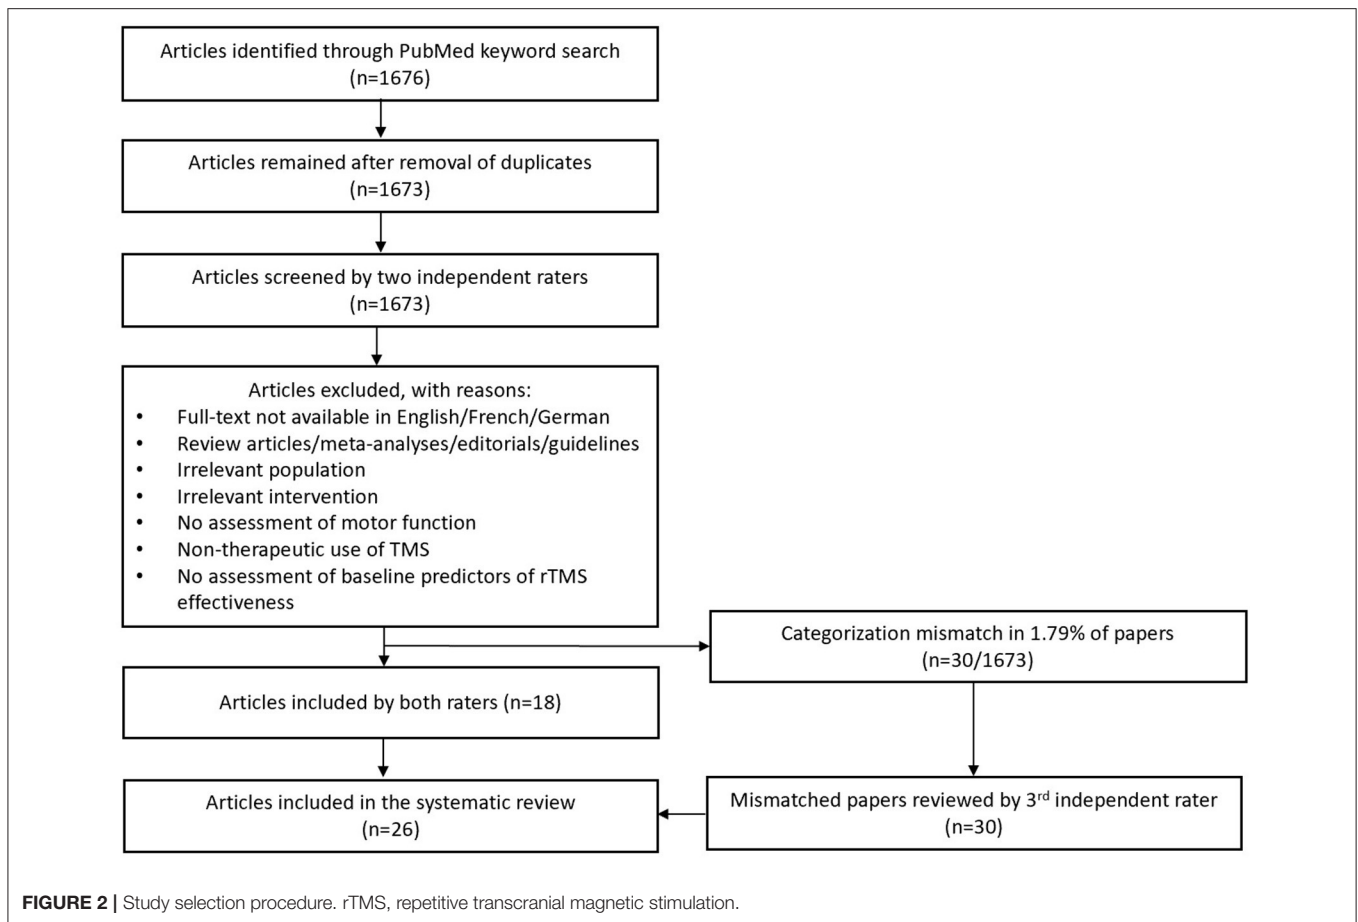 Articles identified through PubMed keyword search
(n=1676)
Articles remained after removal of duplicates
(n=1673)
Articles screened by two independent raters
(n=1673)
Articles excluded, with reasons:
• Full-text not available in English/French/German
• Review articles/meta-analyses/editorials/guidelines
• Irrelevant population
• Irrelevant intervention
• No assessment of motor function
• Non-therapeutic use of TMS
• No assessment of baseline predictors of rTMS
effectiveness
Categorization mismatch in 1.79% of papers
(n=30/1673)
Articles included by both raters (n=18)
Mismatched papers reviewed by 3rd independent rater
(n=30)
Articles included in the systematic review
(n=26)
FIGURE 2 | Study selection procedure. rTMS, repetitive transcranial magnetic stimulation.